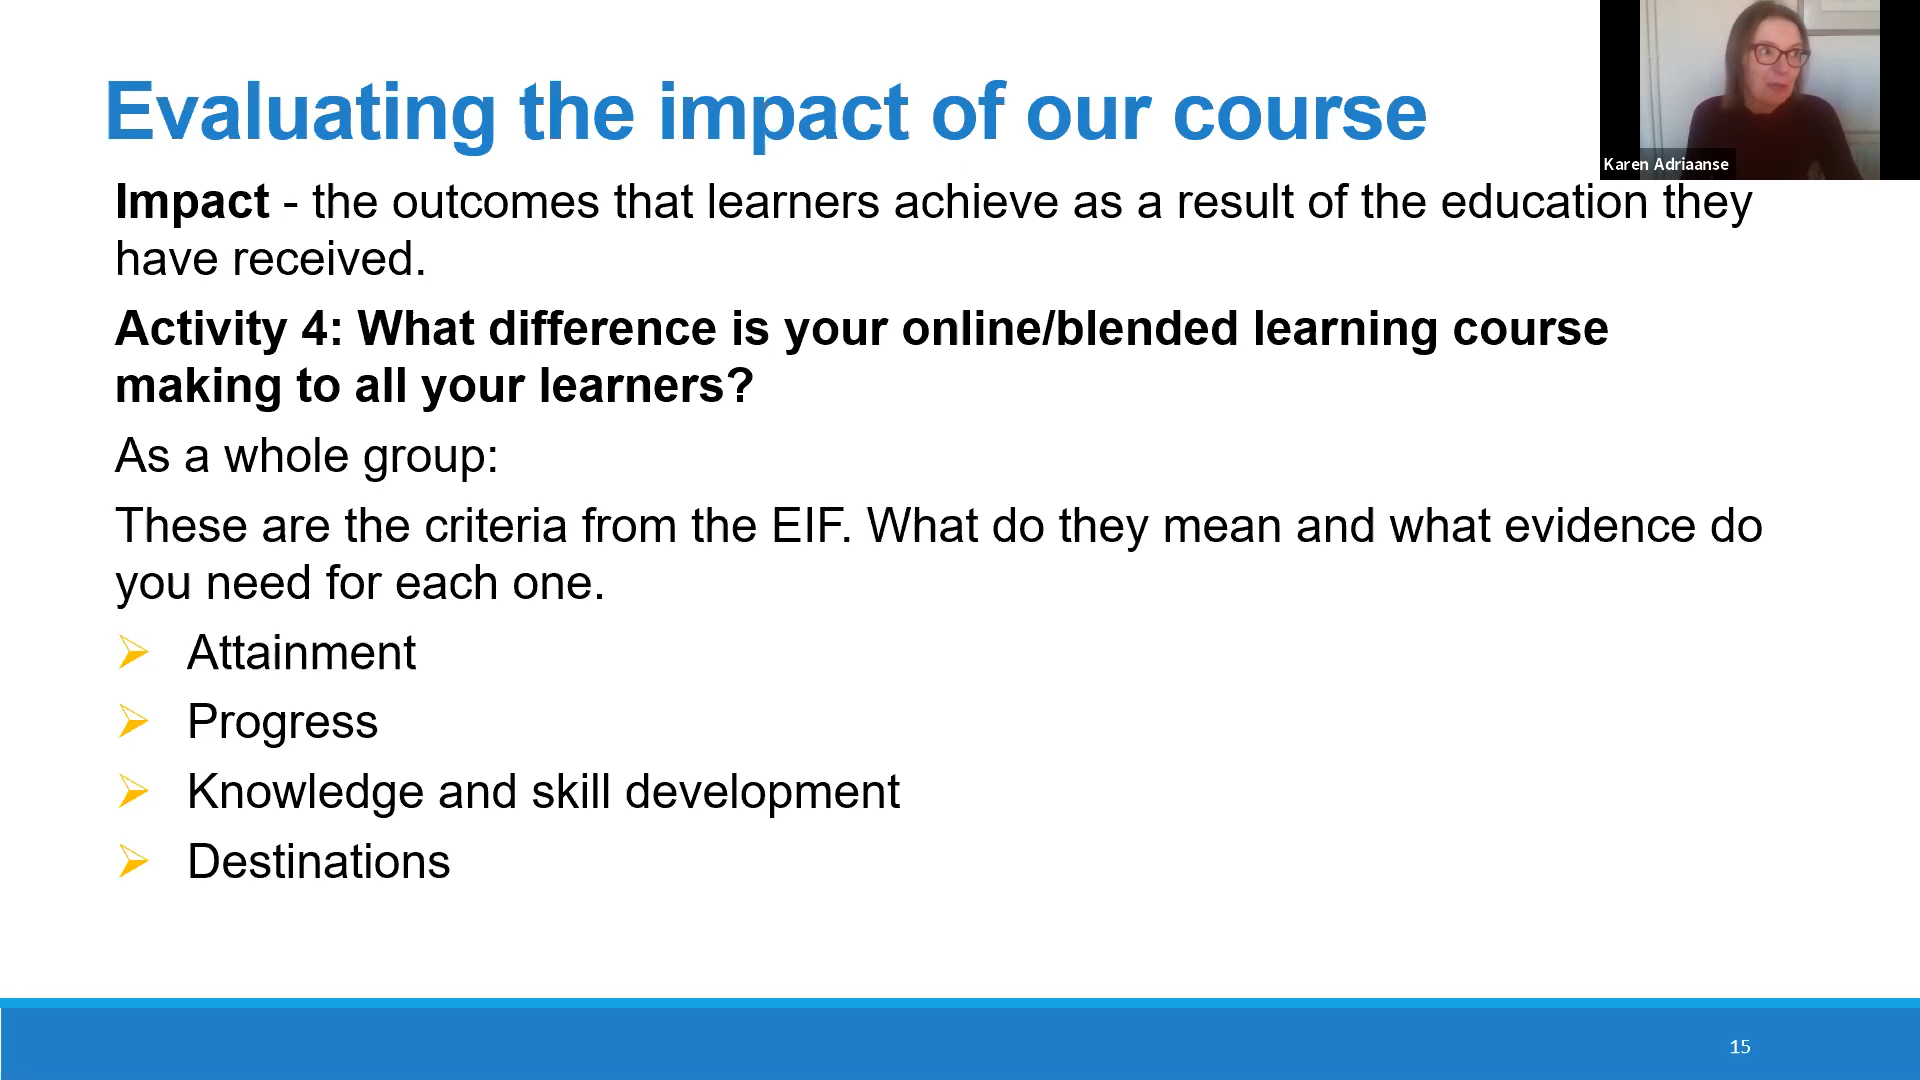 Evaluating the impact of our course
Karen Adriaanse
Impact - the outcomes that learners achieve as a result of the education they
have received.
Activity 4: What difference is your online/blended learning course
making to all your learners?
As a whole group:
These are the criteria from the EIF. What do they mean and what evidence do
you need for each one.
Attainment
Progress
Knowledge and skill development
Destinations
15